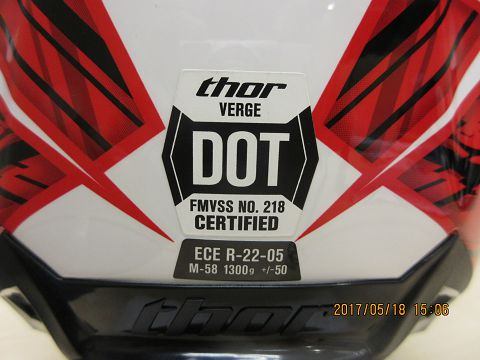 thor
VERGE
DOT
FMVSS NO. 218
CERTIFIED
ECE R-22-05
M-58 1300g +/-50
thor
2017/05/18 15:06